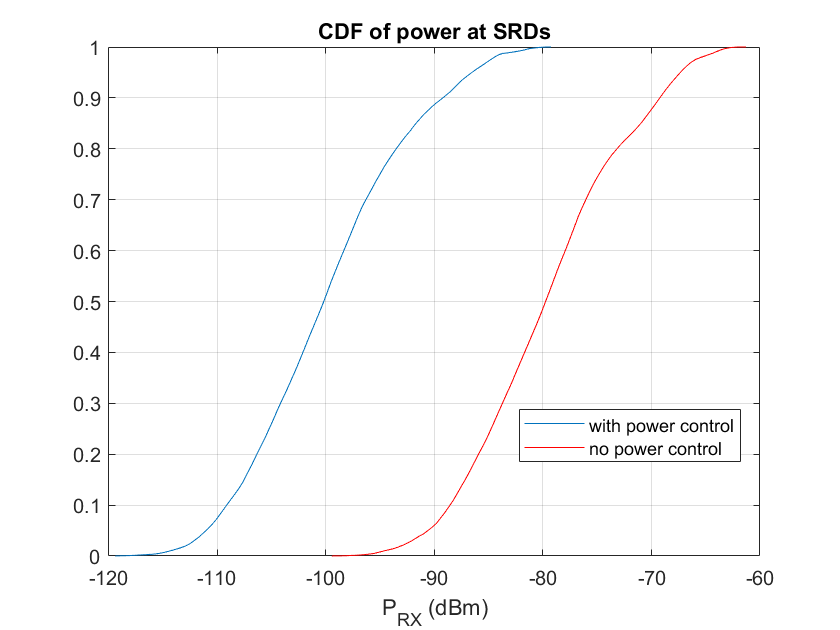 CDF of power at SRDs
1
0.9
0.8
0.7
0.6
0.5
0.4
0.3
0.2
0.1
0
with power control
no power control
-120 -110 -100 -90 -80 -70 -60
P_RX (dBm)